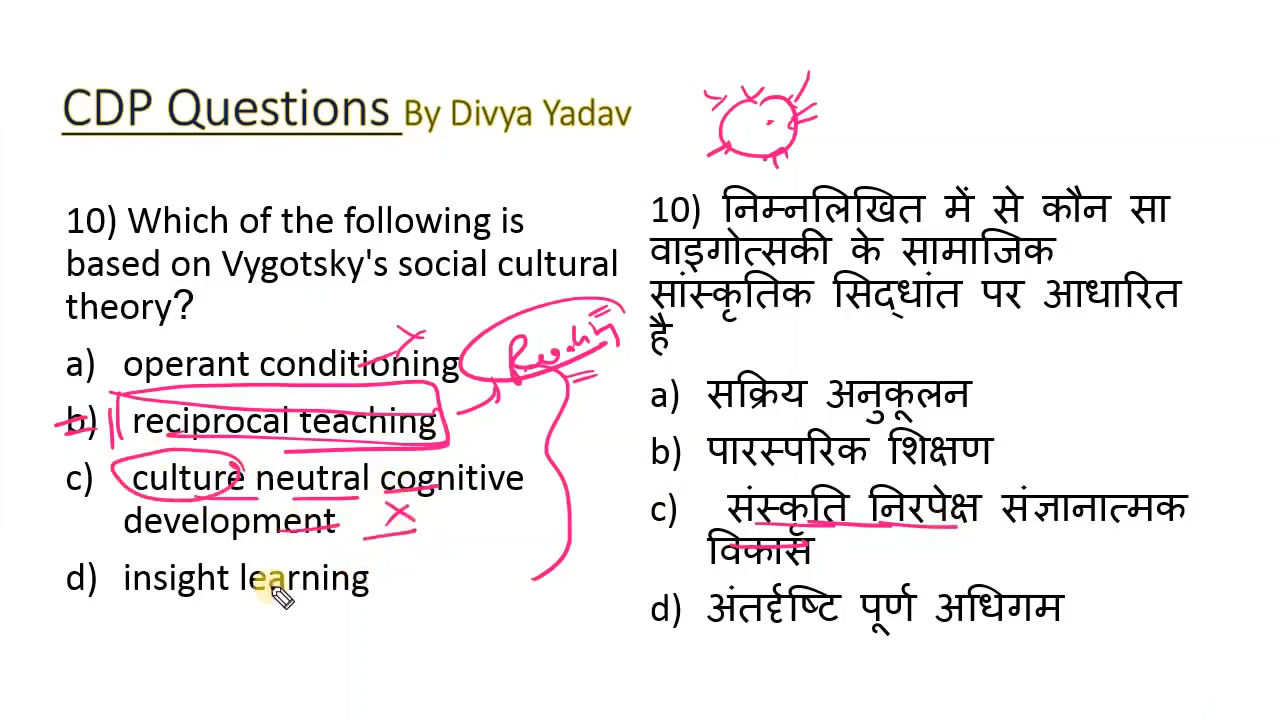 CDP Questions By Divya Yadav
10) Which of the following is
based on Vygotsky's social cultural
theory?
a) operant conditioning
b) reciprocal teaching
c) culture neutral cognitive
development
d) insight learning
10) निम्नलिखित में से कौन सा
वाइगोत्सकी के सामाजिक
सांस्कृतिक सिद्धांत पर आधारित
है
a) सक्रिय अनुकूलन
b) पारस्परिक शिक्षण
c) संस्कृति निरपेक्ष संज्ञानात्मक
विकास
d) अंतर्दृष्टि पूर्ण अधिगम